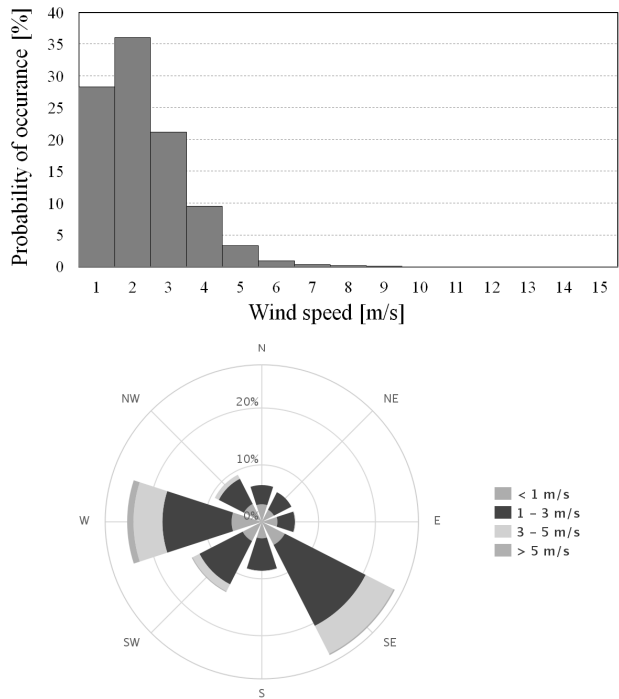 Probability of occurance [%]
40
35
30
25
20
15
10
5
0
1 2 3 4 5 6 7 8 9 10 11 12 13 14 15
Wind speed [m/s]
N
NW
NE
20%
10%
0%
W
E
SW
SE
S
< 1 m/s
1 – 3 m/s
3 – 5 m/s
> 5 m/s